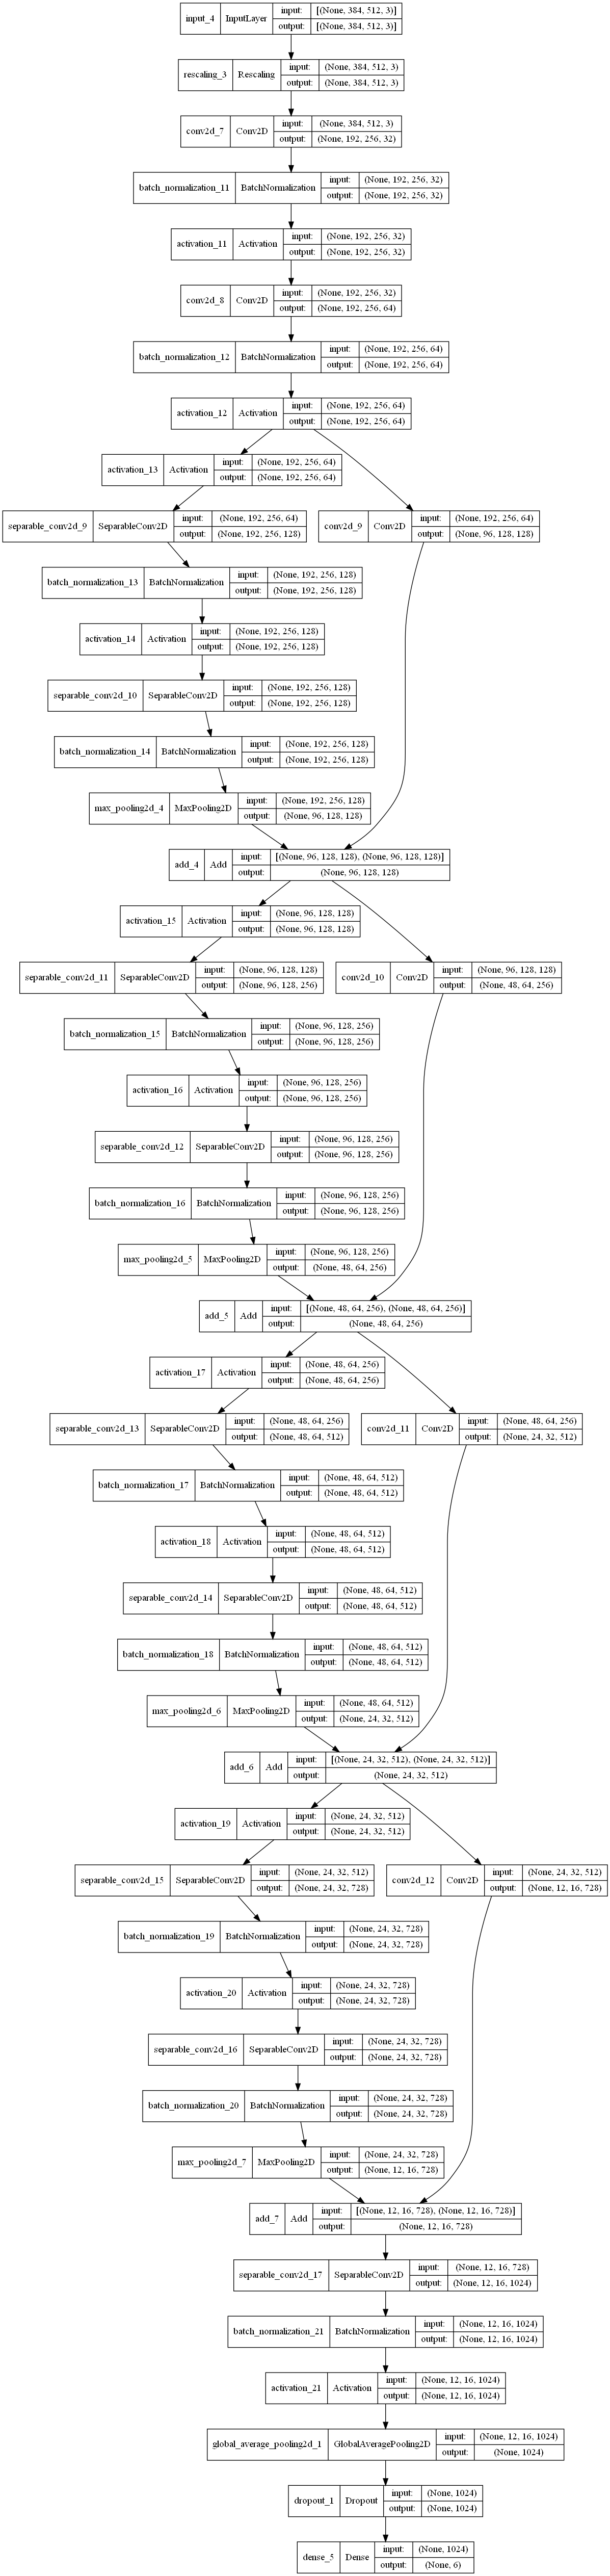 input_4 InputLayer input: [(None, 384, 512, 3)]
output: [(None, 384, 512, 3)]
rescaling_3 Rescaling input: (None, 384, 512, 3)
output: (None, 384, 512, 3)
conv2d_7 Conv2D input: (None, 384, 512, 3)
output: (None, 192, 256, 32)
batch_normalization_11 BatchNormalization input: (None, 192, 256, 32)
output: (None, 192, 256, 32)
activation_11 Activation input: (None, 192, 256, 32)
output: (None, 192, 256, 32)
conv2d_8 Conv2D input: (None, 192, 256, 32)
output: (None, 192, 256, 64)
batch_normalization_12 BatchNormalization input: (None, 192, 256, 64)
output: (None, 192, 256, 64)
activation_12 Activation input: (None, 192, 256, 64)
output: (None, 192, 256, 64)
activation_13 Activation input: (None, 192, 256, 64)
output: (None, 192, 256, 64)
separable_conv2d_9 SeparableConv2D input: (None, 192, 256, 64)
output: (None, 192, 256, 128)
conv2d_9 Conv2D input: (None, 192, 256, 64)
output: (None, 96, 128, 128)
batch_normalization_13 BatchNormalization input: (None, 192, 256, 128)
output: (None, 192, 256, 128)
activation_14 Activation input: (None, 192, 256, 128)
output: (None, 192, 256, 128)
separable_conv2d_10 SeparableConv2D input: (None, 192, 256, 128)
output: (None, 192, 256, 128)
batch_normalization_14 BatchNormalization input: (None, 192, 256, 128)
output: (None, 192, 256, 128)
max_pooling2d_4 MaxPooling2D input: (None, 192, 256, 128)
output: (None, 96, 128, 128)
add_4 Add input: [(None, 96, 128, 128), (None, 96, 128, 128)]
output: (None, 96, 128, 128)
activation_15 Activation input: (None, 96, 128, 128)
output: (None, 96, 128, 128)
separable_conv2d_11 SeparableConv2D input: (None, 96, 128, 128)
output: (None, 96, 128, 256)
conv2d_10 Conv2D input: (None, 96, 128, 128)
output: (None, 48, 64, 256)
batch_normalization_15 BatchNormalization input: (None, 96, 128, 256)
output: (None, 96, 128, 256)
activation_16 Activation input: (None, 96, 128, 256)
output: (None, 96, 128, 256)
separable_conv2d_12 SeparableConv2D input: (None, 96, 128, 256)
output: (None, 96, 128, 256)
batch_normalization_16 BatchNormalization input: (None, 96, 128, 256)
output: (None, 96, 128, 256)
max_pooling2d_5 MaxPooling2D input: (None, 96, 128, 256)
output: (None, 48, 64, 256)
add_5 Add input: [(None, 48, 64, 256), (None, 48, 64, 256)]
output: (None, 48, 64, 256)
activation_17 Activation input: (None, 48, 64, 256)
output: (None, 48, 64, 256)
separable_conv2d_13 SeparableConv2D input: (None, 48, 64, 256)
output: (None, 48, 64, 512)
conv2d_11 Conv2D input: (None, 48, 64, 256)
output: (None, 24, 32, 512)
batch_normalization_17 BatchNormalization input: (None, 48, 64, 512)
output: (None, 48, 64, 512)
activation_18 Activation input: (None, 48, 64, 512)
output: (None, 48, 64, 512)
separable_conv2d_14 SeparableConv2D input: (None, 48, 64, 512)
output: (None, 48, 64, 512)
batch_normalization_18 BatchNormalization input: (None, 48, 64, 512)
output: (None, 48, 64, 512)
max_pooling2d_6 MaxPooling2D input: (None, 48, 64, 512)
output: (None, 24, 32, 512)
add_6 Add input: [(None, 24, 32, 512), (None, 24, 32, 512)]
output: (None, 24, 32, 512)
activation_19 Activation input: (None, 24, 32, 512)
output: (None, 24, 32, 512)
separable_conv2d_15 SeparableConv2D input: (None, 24, 32, 512)
output: (None, 24, 32, 728)
conv2d_12 Conv2D input: (None, 24, 32, 512)
output: (None, 12, 16, 728)
batch_normalization_19 BatchNormalization input: (None, 24, 32, 728)
output: (None, 24, 32, 728)
activation_20 Activation input: (None, 24, 32, 728)
output: (None, 24, 32, 728)
separable_conv2d_16 SeparableConv2D input: (None, 24, 32, 728)
output: (None, 24, 32, 728)
batch_normalization_20 BatchNormalization input: (None, 24, 32, 728)
output: (None, 24, 32, 728)
max_pooling2d_7 MaxPooling2D input: (None, 24, 32, 728)
output: (None, 12, 16, 728)
add_7 Add input: [(None, 12, 16, 728), (None, 12, 16, 728)]
output: (None, 12, 16, 728)
separable_conv2d_17 SeparableConv2D input: (None, 12, 16, 728)
output: (None, 12, 16, 1024)
batch_normalization_21 BatchNormalization input: (None, 12, 16, 1024)
output: (None, 12, 16, 1024)
activation_21 Activation input: (None, 12, 16, 1024)
output: (None, 12, 16, 1024)
global_average_pooling2d_1 GlobalAveragePooling2D input: (None, 12, 16, 1024)
output: (None, 1024)
dropout_1 Dropout input: (None, 1024)
output: (None, 1024)
dense_5 Dense input: (None, 1024)
output: (None, 6)